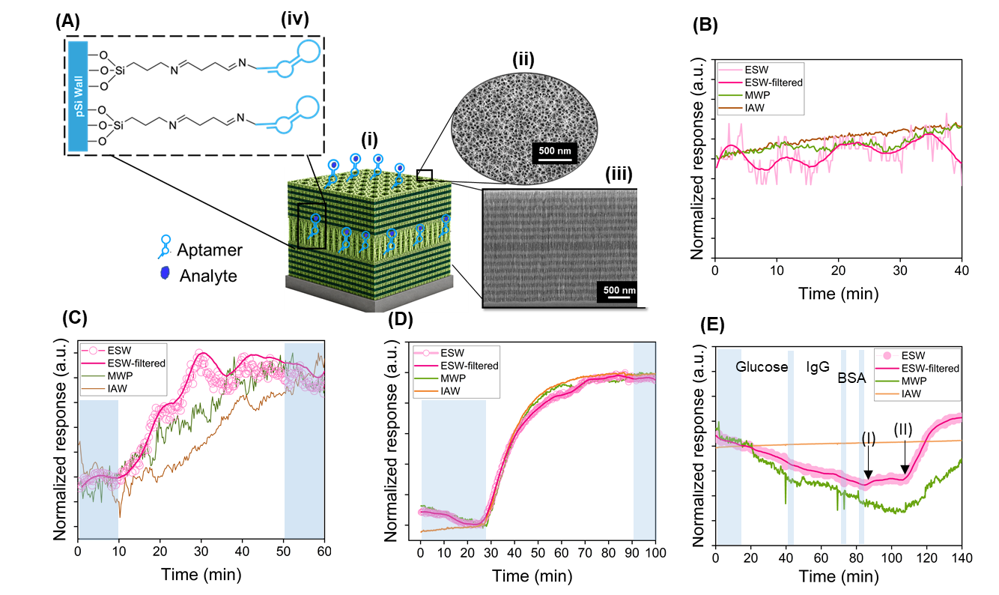 (A)
(iv)
pSi Wall
O
O
O
Si
N
N
O
O
O
Si
N
N
(i)
(ii)
500 nm
(iii)
500 nm
Aptamer
Analyte
(B)
Normalized response (a.u.)
ESW
ESW-filtered
MWP
IAW
0 10 20 30 40
Time (min)
(C)
Normalized response (a.u.)
ESW
ESW-filtered
MWP
IAW
0 10 20 30 40 50 60
Time (min)
(D)
Normalized response (a.u.)
ESW
ESW-filtered
MWP
IAW
0 10 20 30 40 50 60 70 80 90 100
Time (min)
(E)
Normalized response (a.u.)
Glucose IgG
BSA
ESW
ESW-filtered
MWP
IAW
(I)
(II)
0 20 40 60 80 100 120 140
Time (min)